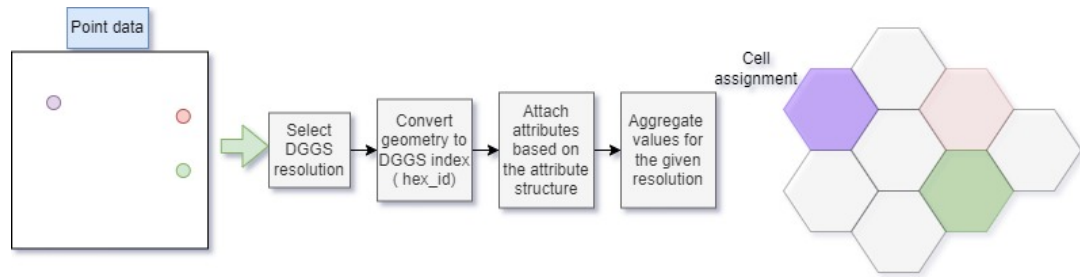 Point data
Select
DGGS
resolution
Convert
geometry to
DGGS index
( hex_id)
Attach
attributes
based on
the attribute
structure
Aggregate
values for
the given
resolution
Cell
assignment